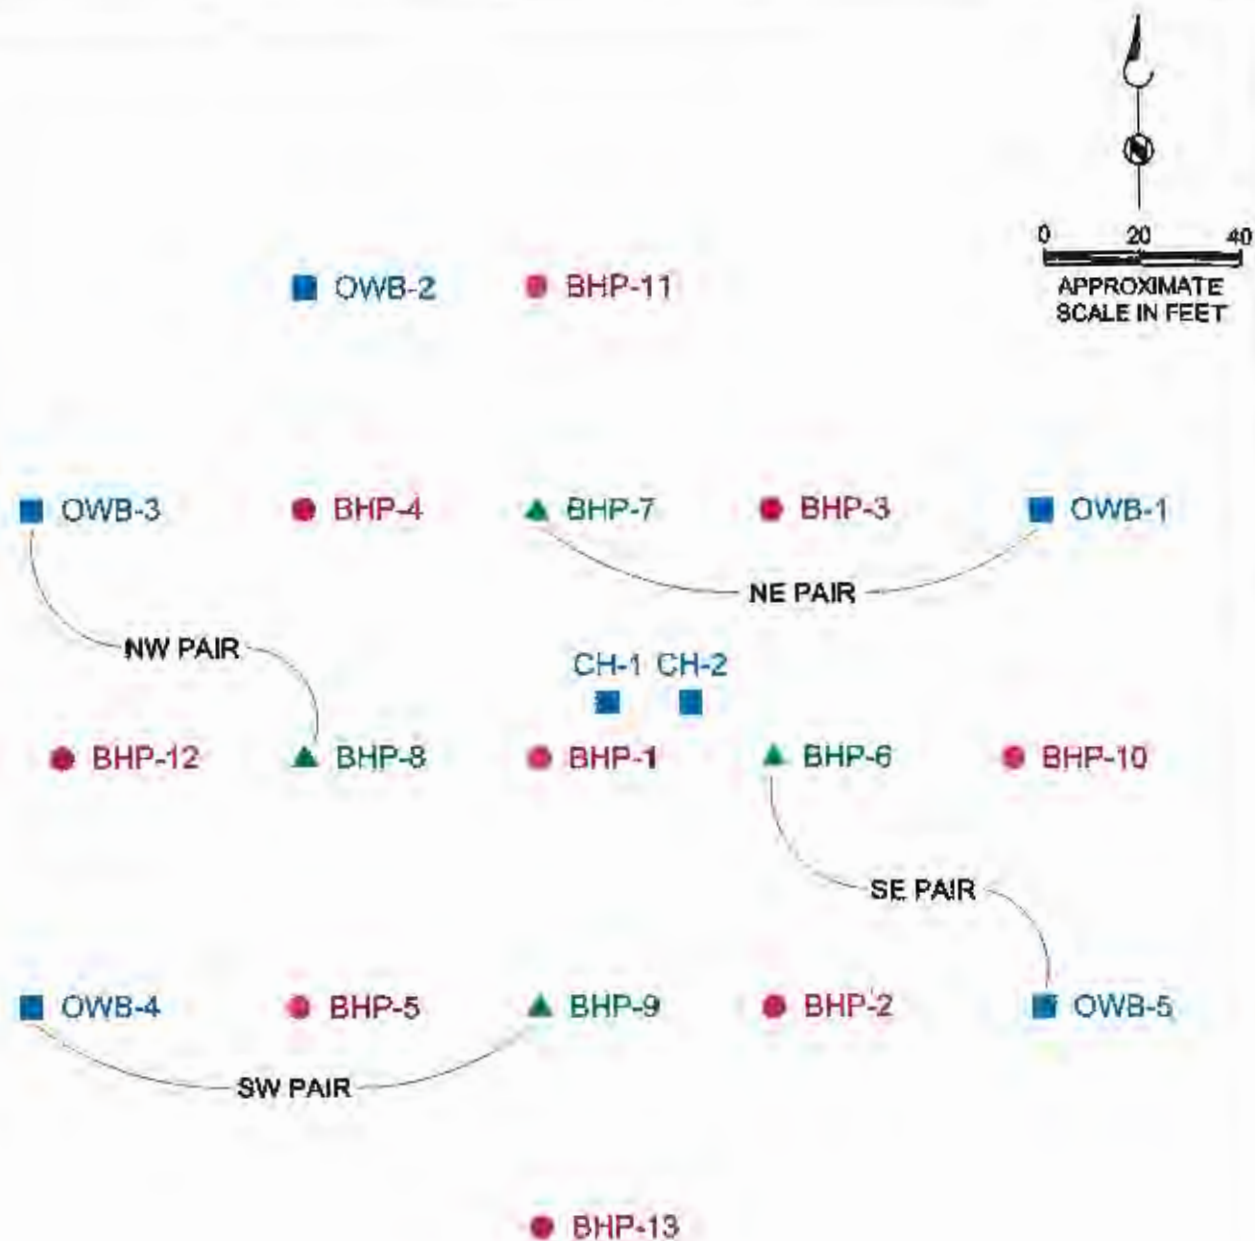 0 20 40
APPROXIMATE
SCALE IN FEET
OWB-2 BHP-11
OWB-3 BHP-4 BHP-7 BHP-3 OWB-1
NE PAIR
NW PAIR
CH-1 CH-2
BHP-12 BHP-8 BHP-1 BHP-6 BHP-10
SE PAIR
OWB-4 BHP-5 BHP-9 BHP-2 OWB-5
SW PAIR
BHP-13